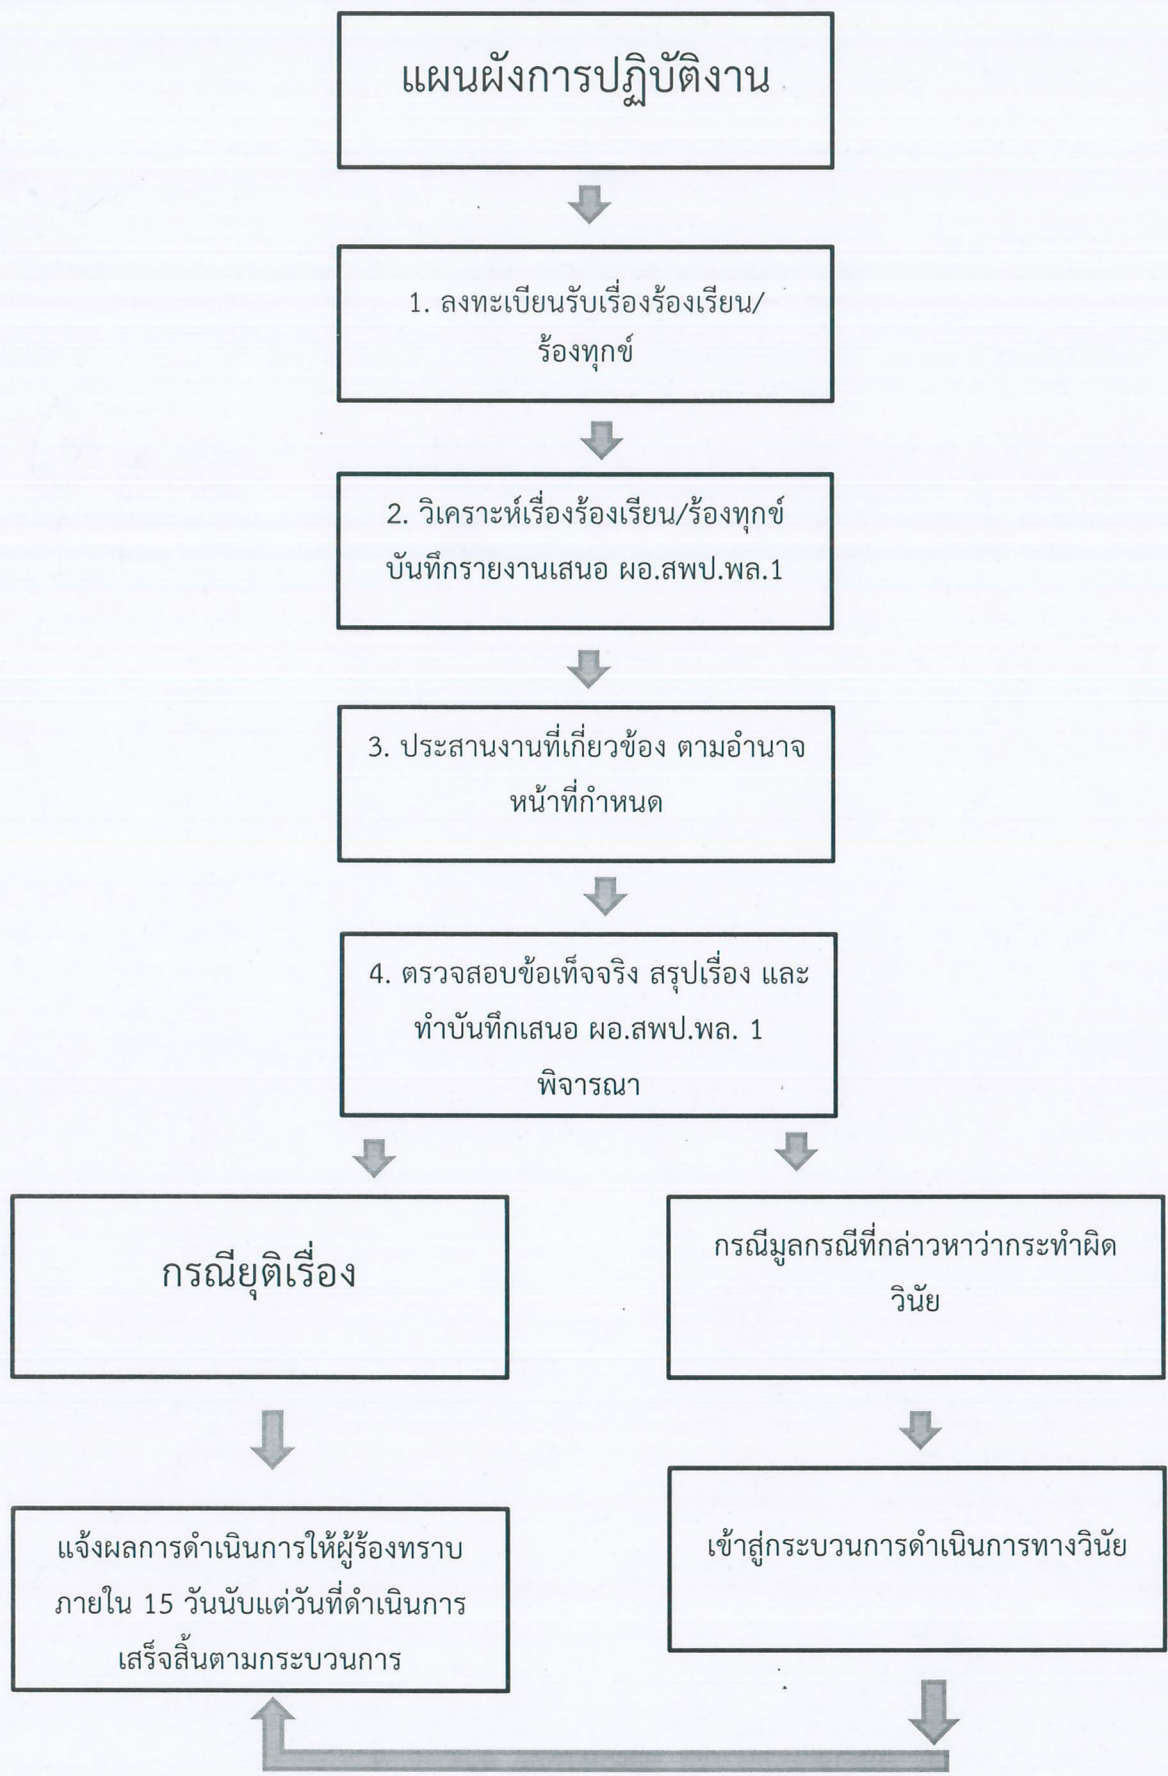 แผนผังการปฏิบัติงาน
1. ลงทะเบียนรับเรื่องร้องเรียน/
ร้องทุกข์
2. วิเคราะห์เรื่องร้องเรียน/ร้องทุกข์
บันทึกรายงานเสนอ ผอ.สพป.พล.1
3. ประสานงานที่เกี่ยวข้อง ตามอำนาจ
หน้าที่กำหนด
4. ตรวจสอบข้อเท็จจริง สรุปเรื่อง และ
ทำบันทึกเสนอ ผอ.สพป.พล. 1
พิจารณา
กรณียุติเรื่อง
กรณีมูลกรณีที่กล่าวหาว่ากระทำผิด
วินัย
แจ้งผลการดำเนินการให้ผู้ร้องทราบ
ภายใน 15 วันนับแต่วันที่ดำเนินการ
เสร็จสิ้นตามกระบวนการ
เข้าสู่กระบวนการดำเนินการทางวินัย